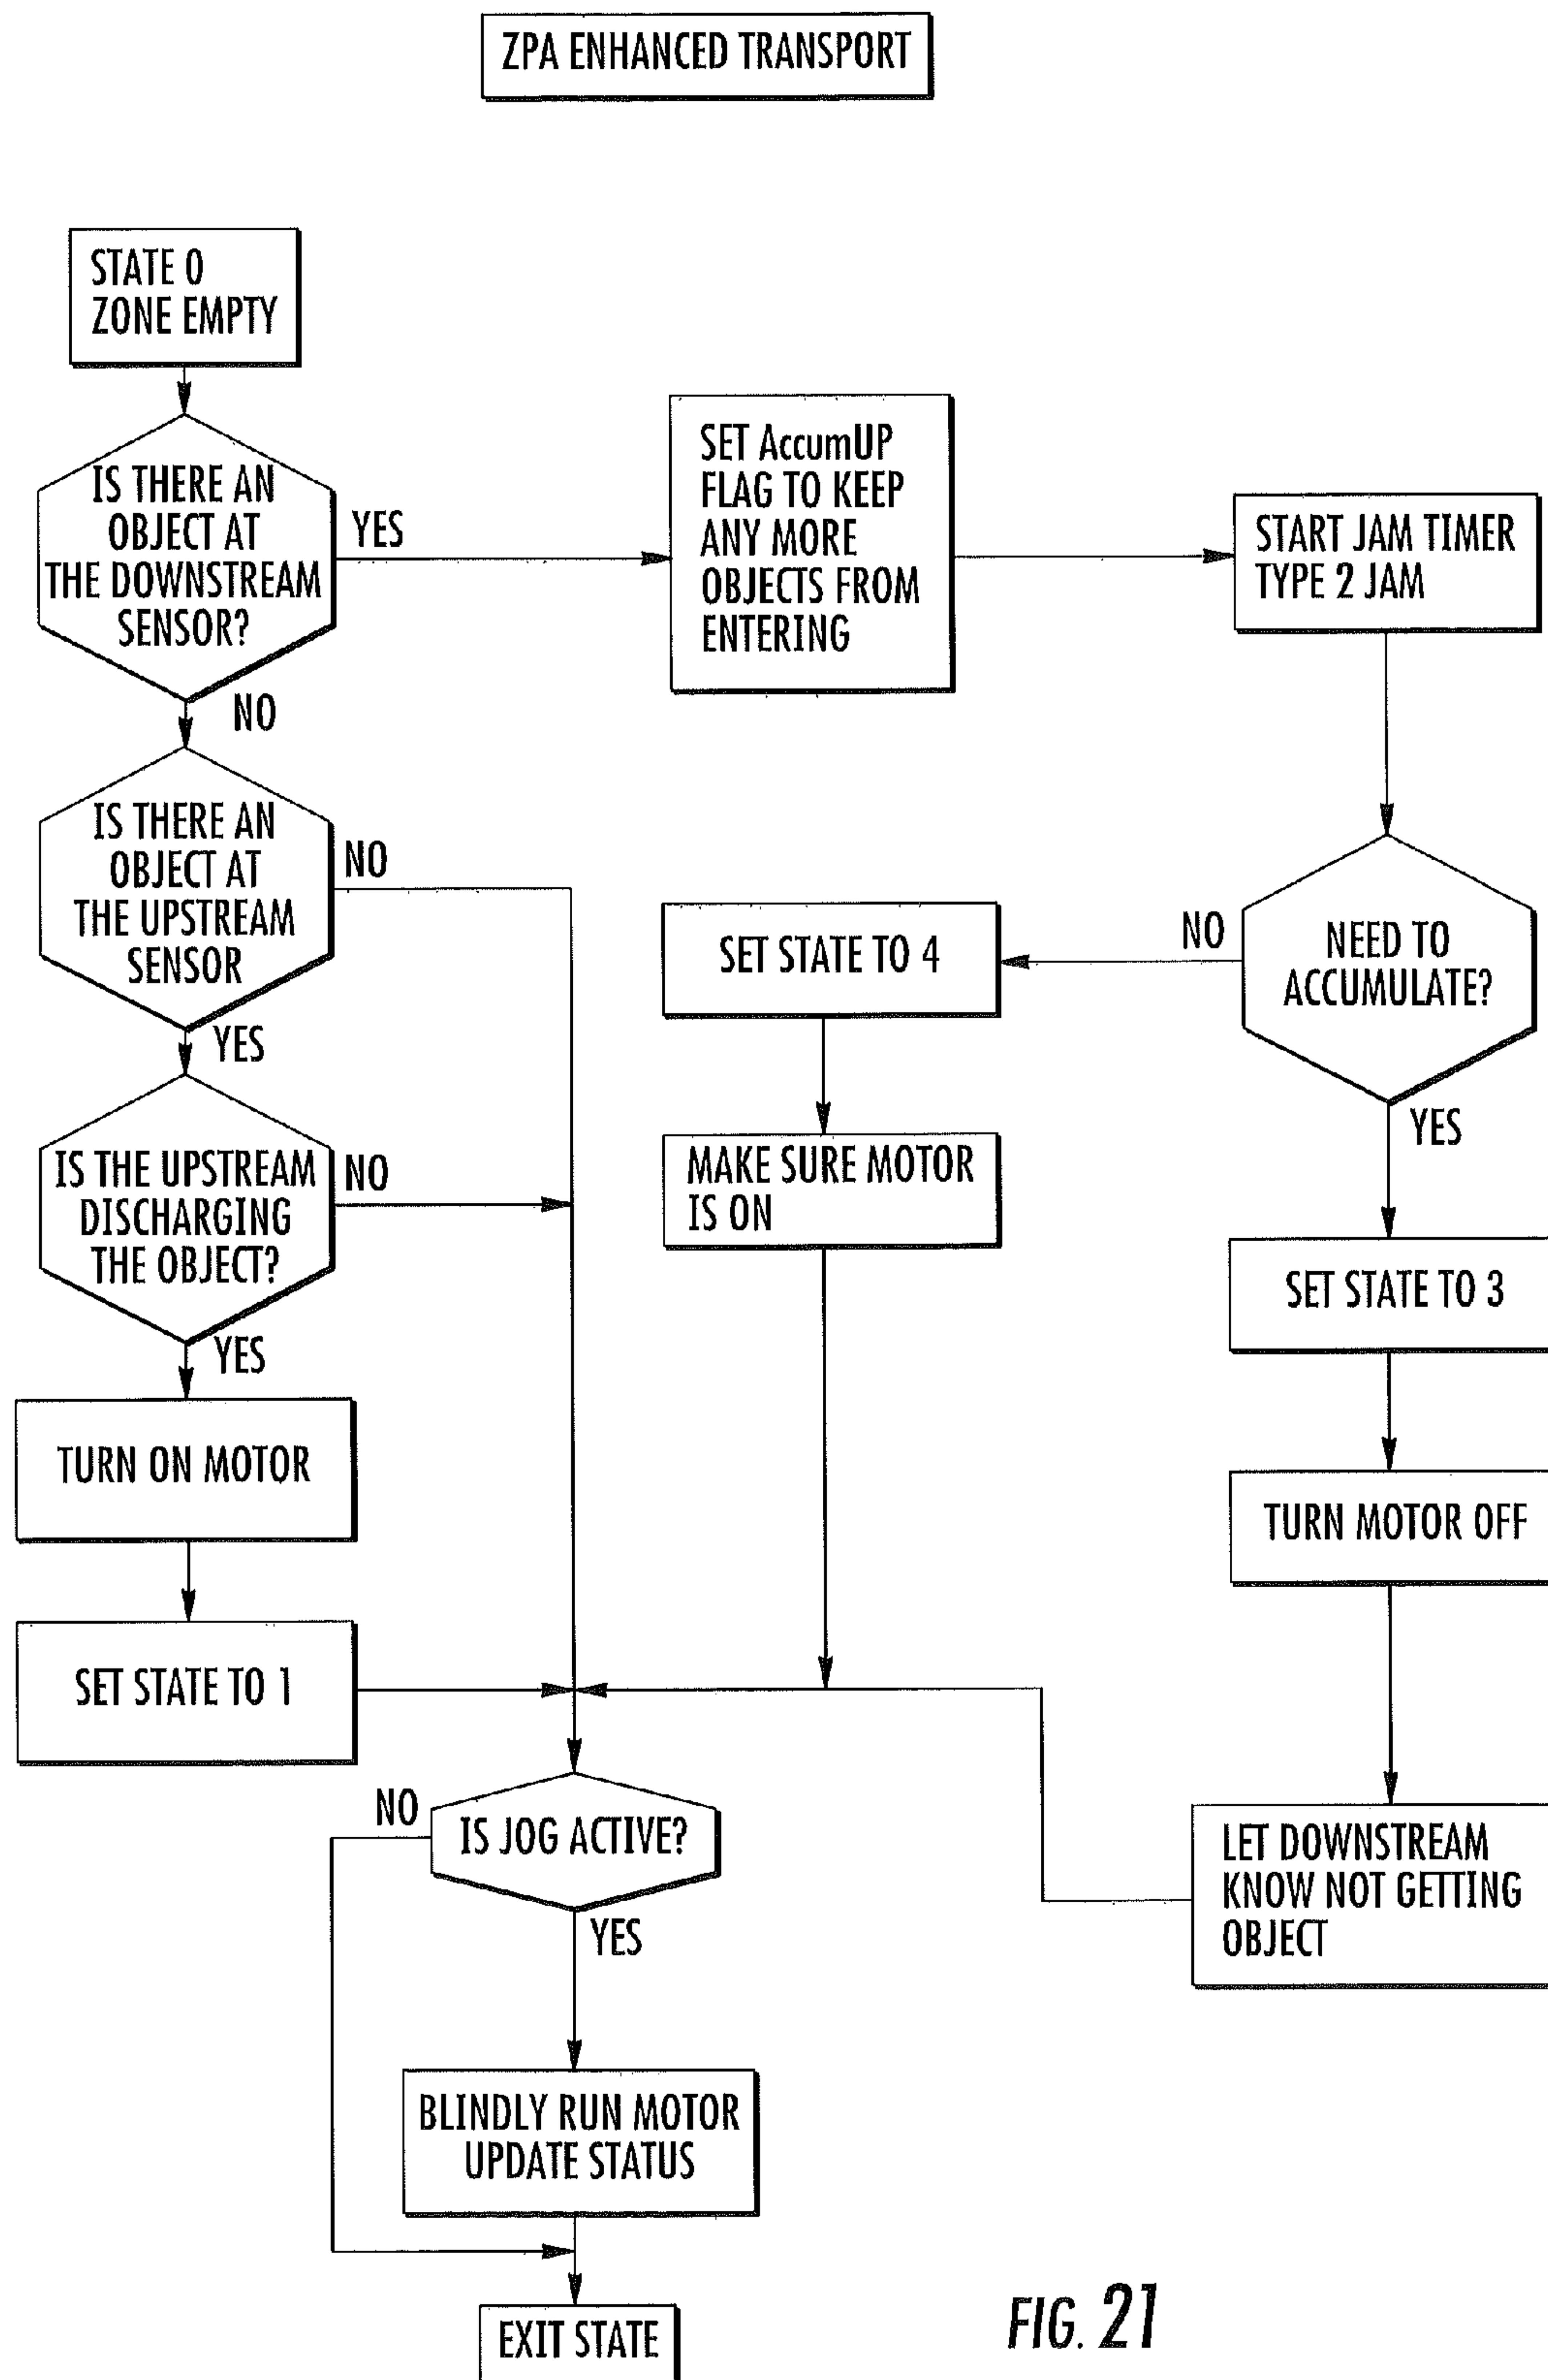 ZPA ENHANCED TRANSPORT
STATE 0
ZONE EMPTY
IS THERE AN
OBJECT AT
THE DOWNSTREAM
SENSOR?
YES
SET AccumUP
FLAG TO KEEP
ANY MORE
OBJECTS FROM
ENTERING
START JAM TIMER
TYPE 2 JAM
NO
IS THERE AN
OBJECT AT
THE UPSTREAM
SENSOR
NO
SET STATE TO 4
NO
NEED TO
ACCUMULATE?
YES
YES
IS THE UPSTREAM
DISCHARGING
THE OBJECT?
NO
MAKE SURE MOTOR
IS ON
SET STATE TO 3
YES
TURN ON MOTOR
TURN MOTOR OFF
SET STATE TO 1
NO
IS JOG ACTIVE?
YES
LET DOWNSTREAM
KNOW NOT GETTING
OBJECT
BLINDLY RUN MOTOR
UPDATE STATUS
EXIT STATE
FIG. 21